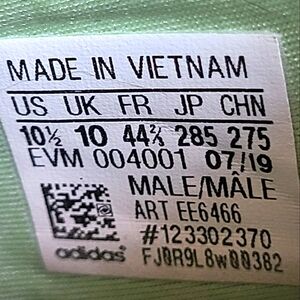 MADE IN VIETNAM
US UK FR JP CHN
10½ 10 44⅔ 285 275
EVM 004001 07/19
MALE/MÂLE
ART EE6466
#123302370
adidas FJ0R9L8w00382